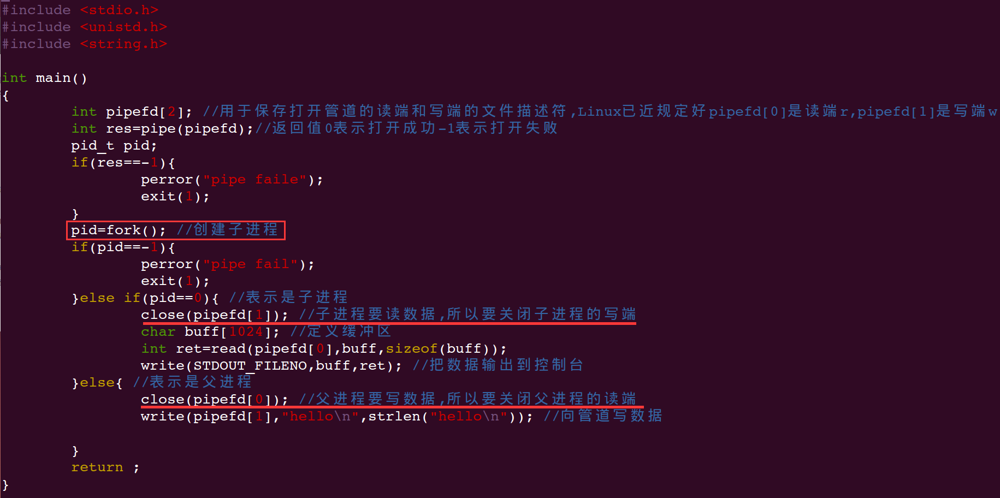 #include <stdio.h>
#include <unistd.h>
#include <string.h>
int main()
{
int pipefd[2]; //用于保存打开管道的读端和写端的文件描述符,Linux已近规定好pipefd[0]是读端r,pipefd[1]是写端w
int res=pipe(pipefd);//返回值0表示打开成功-1表示打开失败
pid_t pid;
if(res==-1){
perror("pipe faile");
exit(1);
}
pid=fork(); //创建子进程
if(pid==-1){
perror("pipe fail");
exit(1);
}else if(pid==0){ //表示是子进程
close(pipefd[1]); //子进程要读数据,所以要关闭子进程的写端
char buff[1024]; //定义缓冲区
int ret=read(pipefd[0],buff,sizeof(buff));
write(STDOUT_FILENO,buff,ret); //把数据输出到控制台
}else{ //表示是父进程
close(pipefd[0]); //父进程要写数据,所以要关闭父进程的读端
write(pipefd[1],"hello\n",strlen("hello\n")); //向管道写数据
}
return ;
}